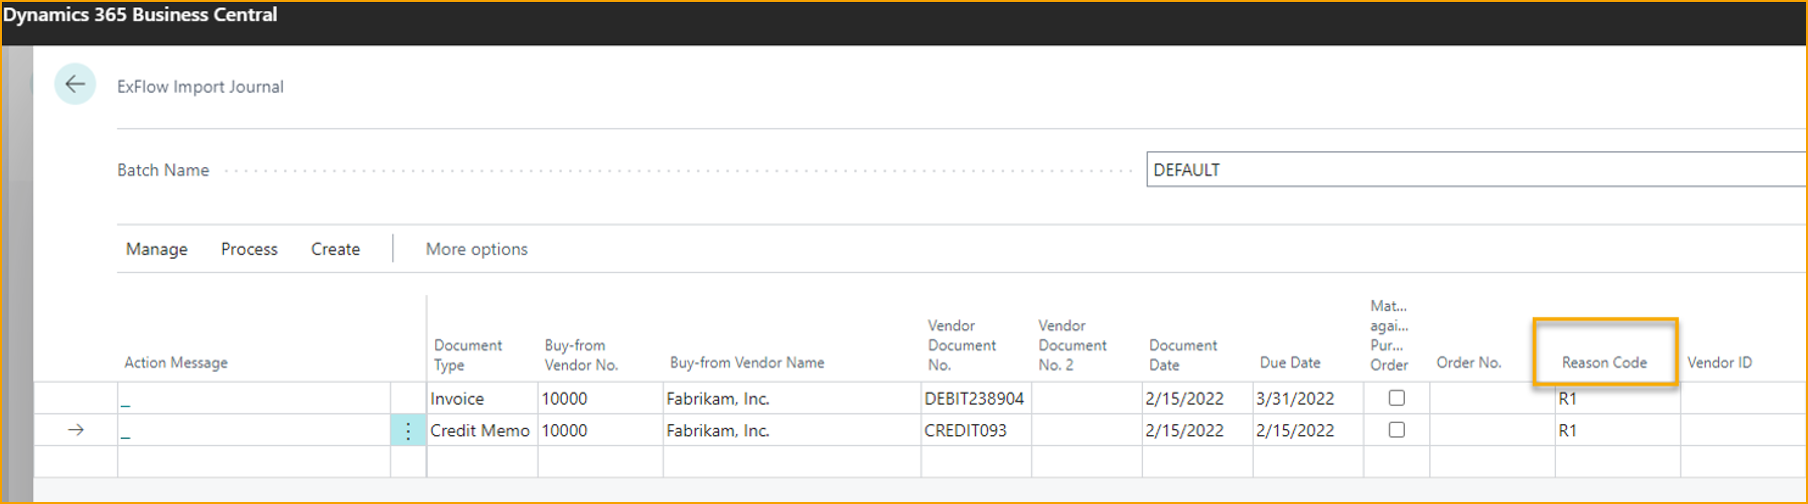 Dynamics 365 Business Central
ExFlow Import Journal
Batch Name
DEFAULT
Manage Process Create More options
Action Message
Document
Type
Buy-from
Vendor No.
Buy-from Vendor Name
Vendor
Document
No.
Vendor
Document
No. 2
Document
Date
Due Date
Mat...
agai...
Pur...
Order
Order No.
Reason Code
Vendor ID
_ Invoice 10000 Fabrikam, Inc. DEBIT238904 2/15/2022 3/31/2022 R1
_ Credit Memo 10000 Fabrikam, Inc. CREDIT093 2/15/2022 2/15/2022 R1